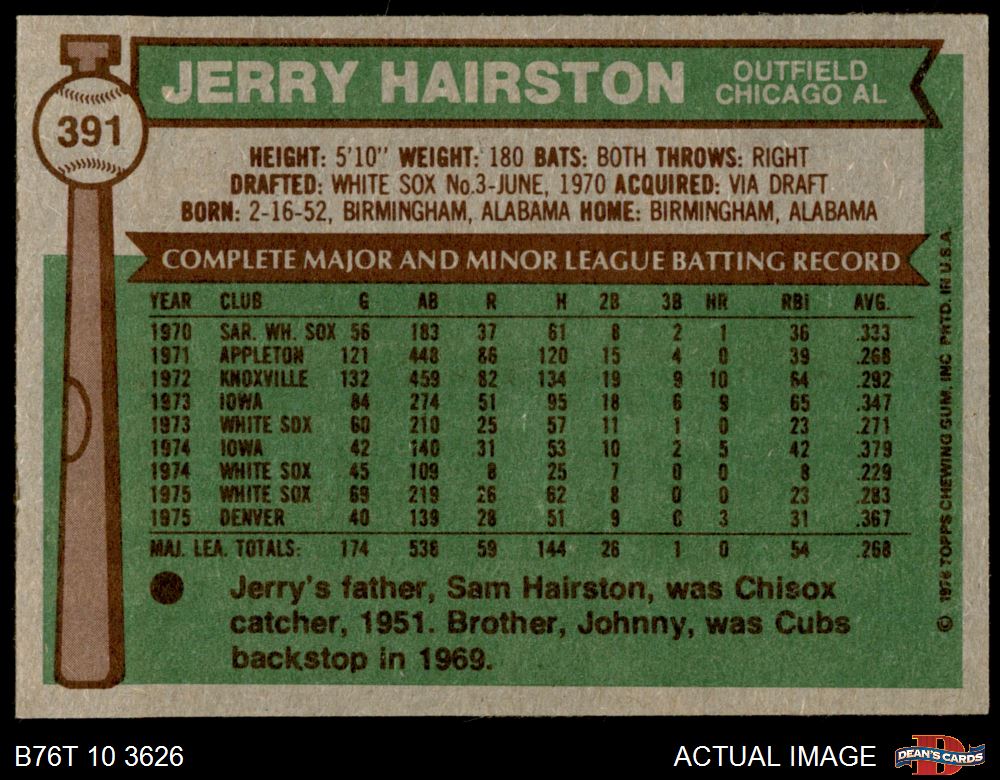 JERRY HAIRSTON
OUTFIELD
CHICAGO AL
391
HEIGHT: 5'10" WEIGHT: 180 BATS: BOTH THROWS: RIGHT
DRAFTED: WHITE SOX No.3-JUNE, 1970 ACQUIRED: VIA DRAFT
BORN: 2-16-52, BIRMINGHAM, ALABAMA HOME: BIRMINGHAM, ALABAMA
COMPLETE MAJOR AND MINOR LEAGUE BATTING RECORD
YEAR CLUB G AB R H 2B 3B HR RBI AVG.
1970 SAR. WH. SOX 56 183 37 61 8 2 1 36 .333
1971 APPLETON 121 448 86 120 15 4 0 39 .268
1972 KNOXVILLE 132 459 82 134 19 9 10 64 .292
1973 IOWA 84 274 51 95 18 6 9 65 .347
1973 WHITE SOX 60 210 25 57 11 1 0 23 .271
1974 IOWA 42 140 31 53 10 2 5 42 .379
1974 WHITE SOX 45 109 8 25 7 0 0 8 .229
1975 WHITE SOX 69 219 26 62 8 0 0 23 .283
1975 DENVER 40 139 28 51 9 0 3 31 .367
MAJ. LEA. TOTALS: 174 538 59 144 26 1 0 54 .268
Jerry's father, Sam Hairston, was Chisox
catcher, 1951. Brother, Johnny, was Cubs
backstop in 1969.
© 1976 TOPPS CHEWING GUM, INC. PRTD. IN U.S.A.
B76T 10 3626
ACTUAL IMAGE
D
DEAN'S CARDS